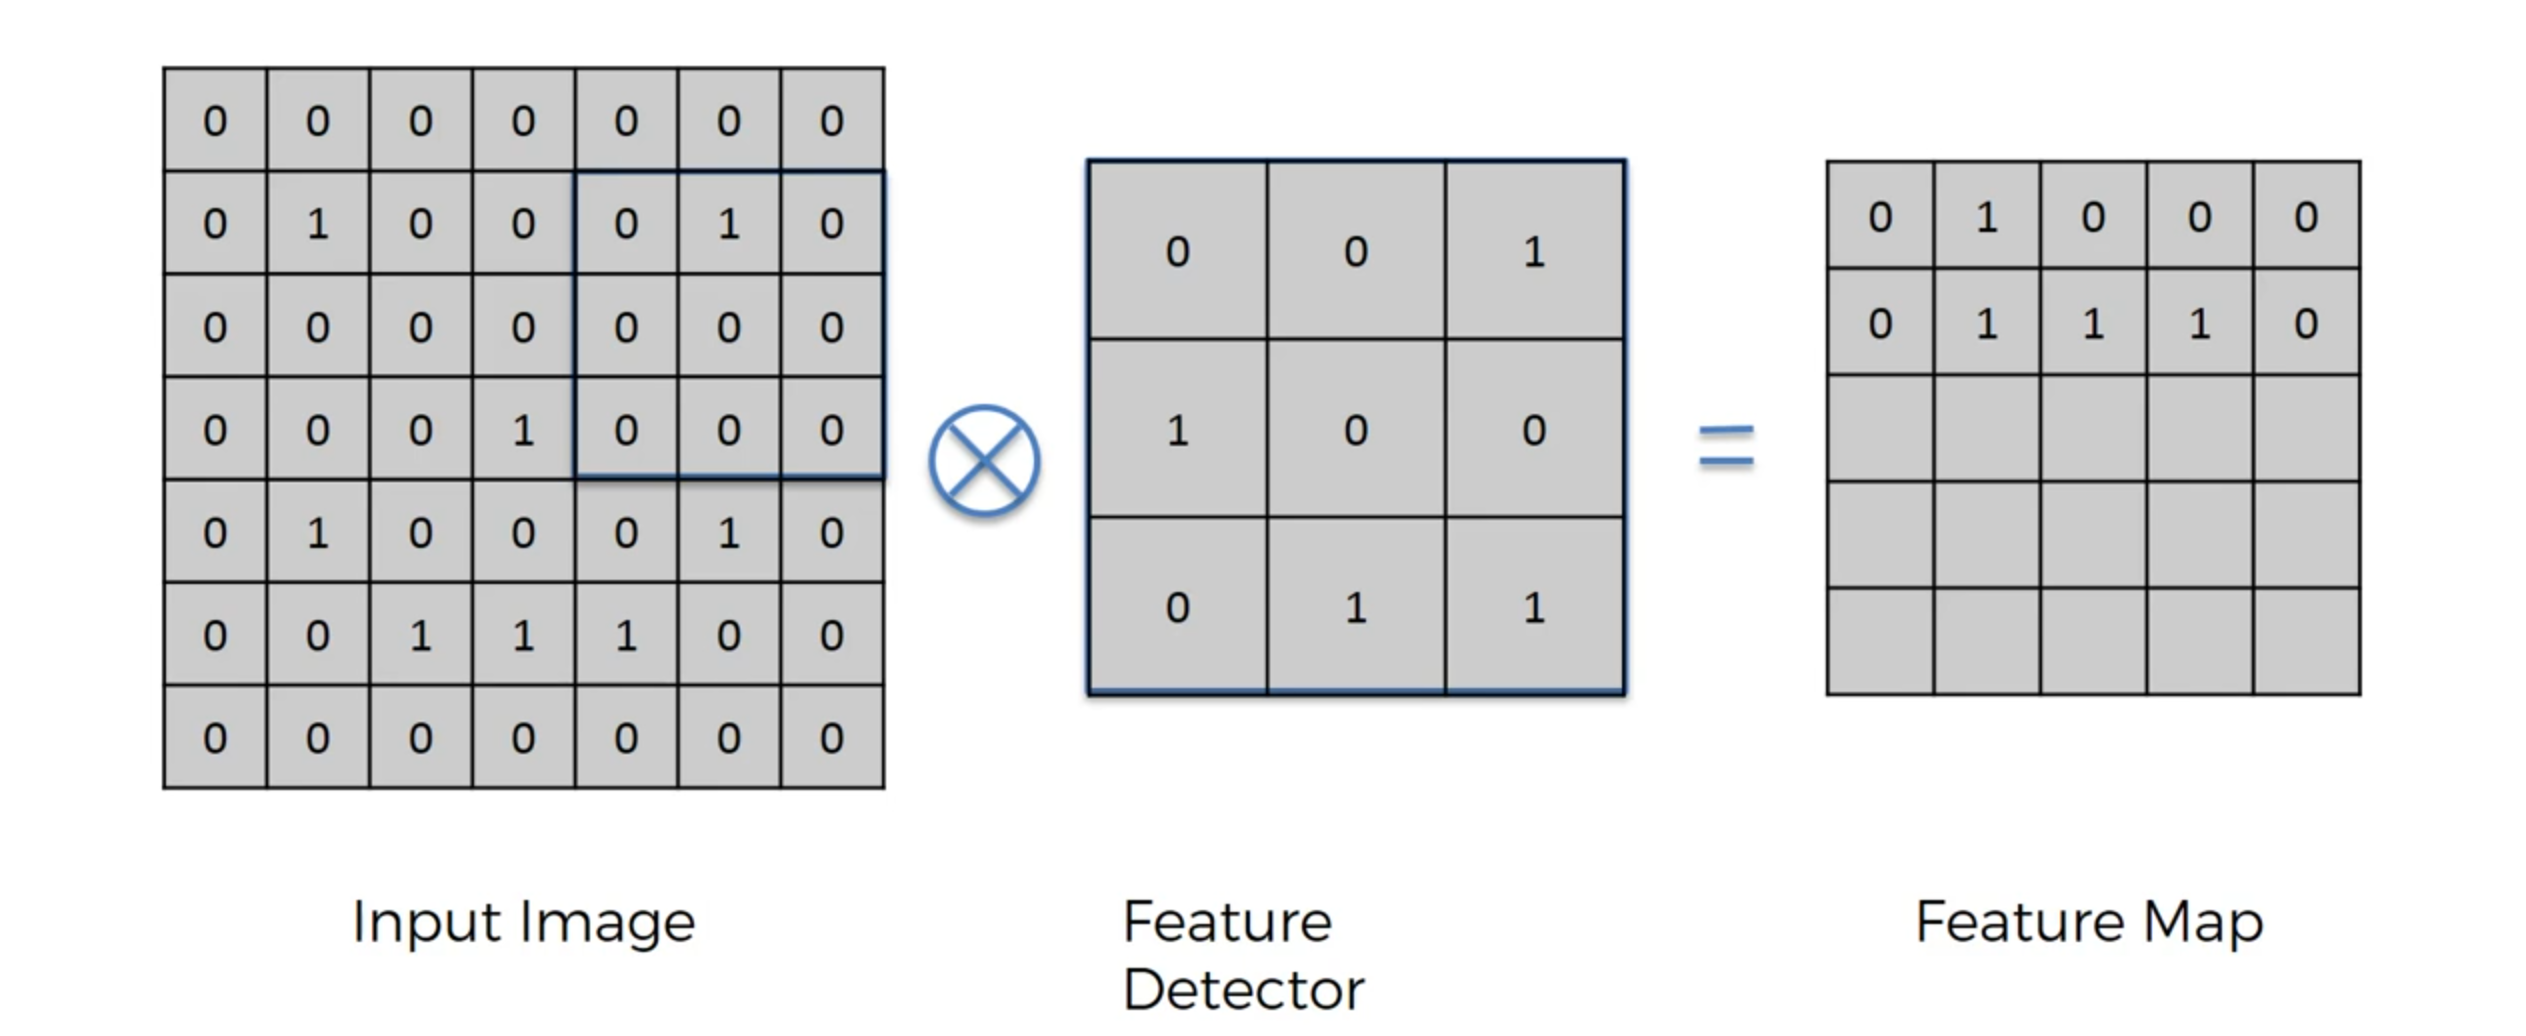 0 0 0 0 0 0 0
0 1 0 0 0 1 0
0 0 0 0 0 0 0
0 0 0 1 0 0 0
0 1 0 0 0 1 0
0 0 1 1 1 0 0
0 0 0 0 0 0 0
Input Image
0 0 1
1 0 0
0 1 1
Feature
Detector
=
0 1 0 0 0
0 1 1 1 0
Feature Map